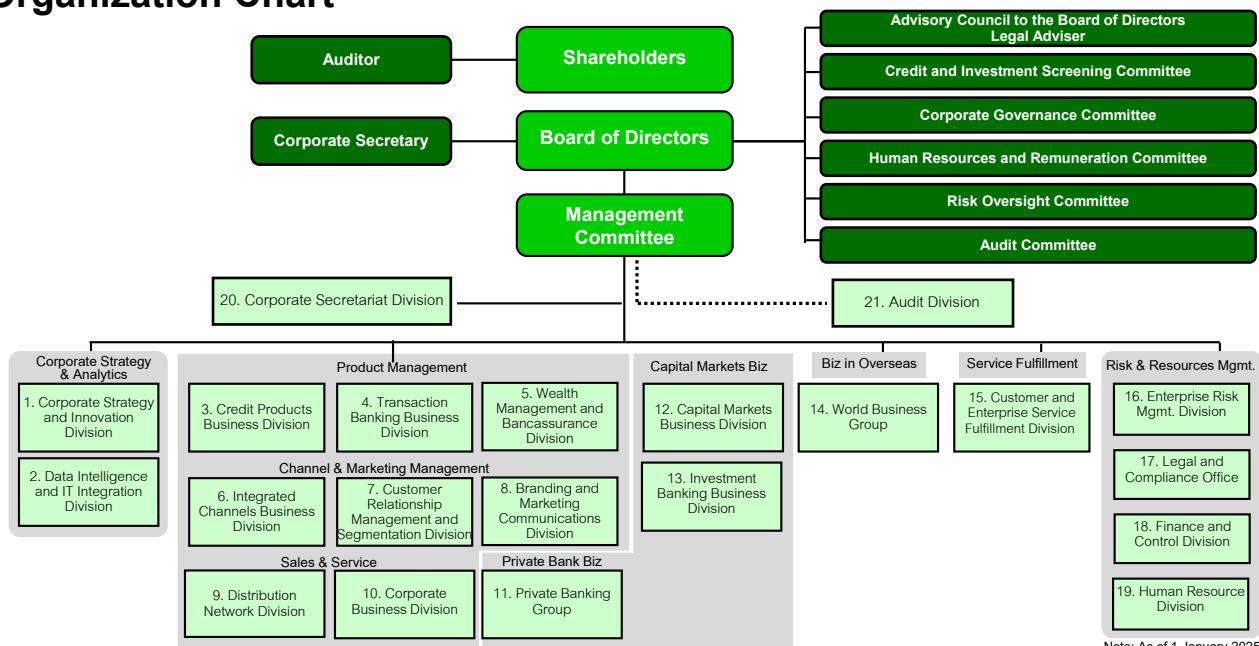 Organization Chart
Auditor
Shareholders
Advisory Council to the Board of Directors
Legal Adviser
Credit and Investment Screening Committee
Corporate Governance Committee
Corporate Secretary
Board of Directors
Human Resources and Remuneration Committee
Risk Oversight Committee
Audit Committee
Management
Committee
20. Corporate Secretariat Division
21. Audit Division
Corporate Strategy
& Analytics
1. Corporate Strategy
and Innovation
Division
2. Data Intelligence
and IT Integration
Division
Product Management
3. Credit Products
Business Division
4. Transaction
Banking Business
Division
5. Wealth
Management and
Bancassurance
Division
Channel & Marketing Management
6. Integrated
Channels Business
Division
7. Customer
Relationship
Management and
Segmentation Division
8. Branding and
Marketing
Communications
Division
Sales & Service
9. Distribution
Network Division
10. Corporate
Business Division
Private Bank Biz
11. Private Banking
Group
Capital Markets Biz
12. Capital Markets
Business Division
13. Investment
Banking Business
Division
Biz in Overseas
14. World Business
Group
Service Fulfillment
15. Customer and
Enterprise Service
Fulfillment Division
Risk & Resources Mgmt.
16. Enterprise Risk
Mgmt. Division
17. Legal and
Compliance Office
18. Finance and
Control Division
19. Human Resource
Division
Note: As of 1 January 2025